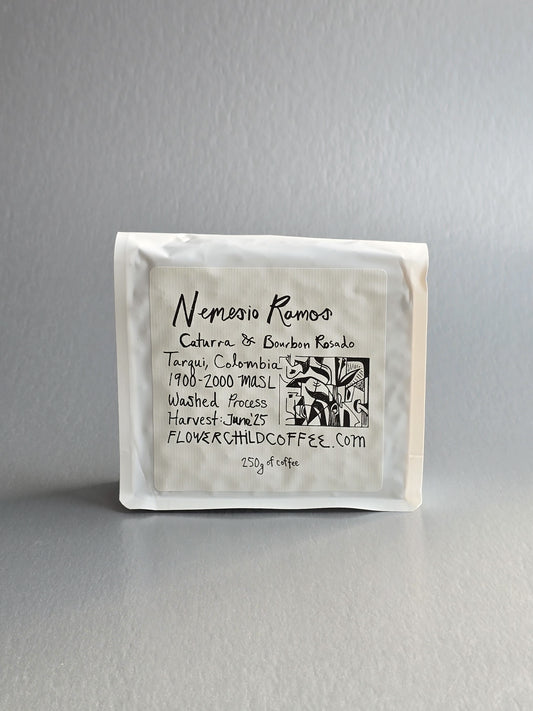 Nemesio Ramos
Caturra & Bourbon Rosado
Tarqui, Colombia
1900-2000 MASL
Washed Process
Harvest: June '25
FLOWERCHILDCOFFEE.COM
250g of coffee